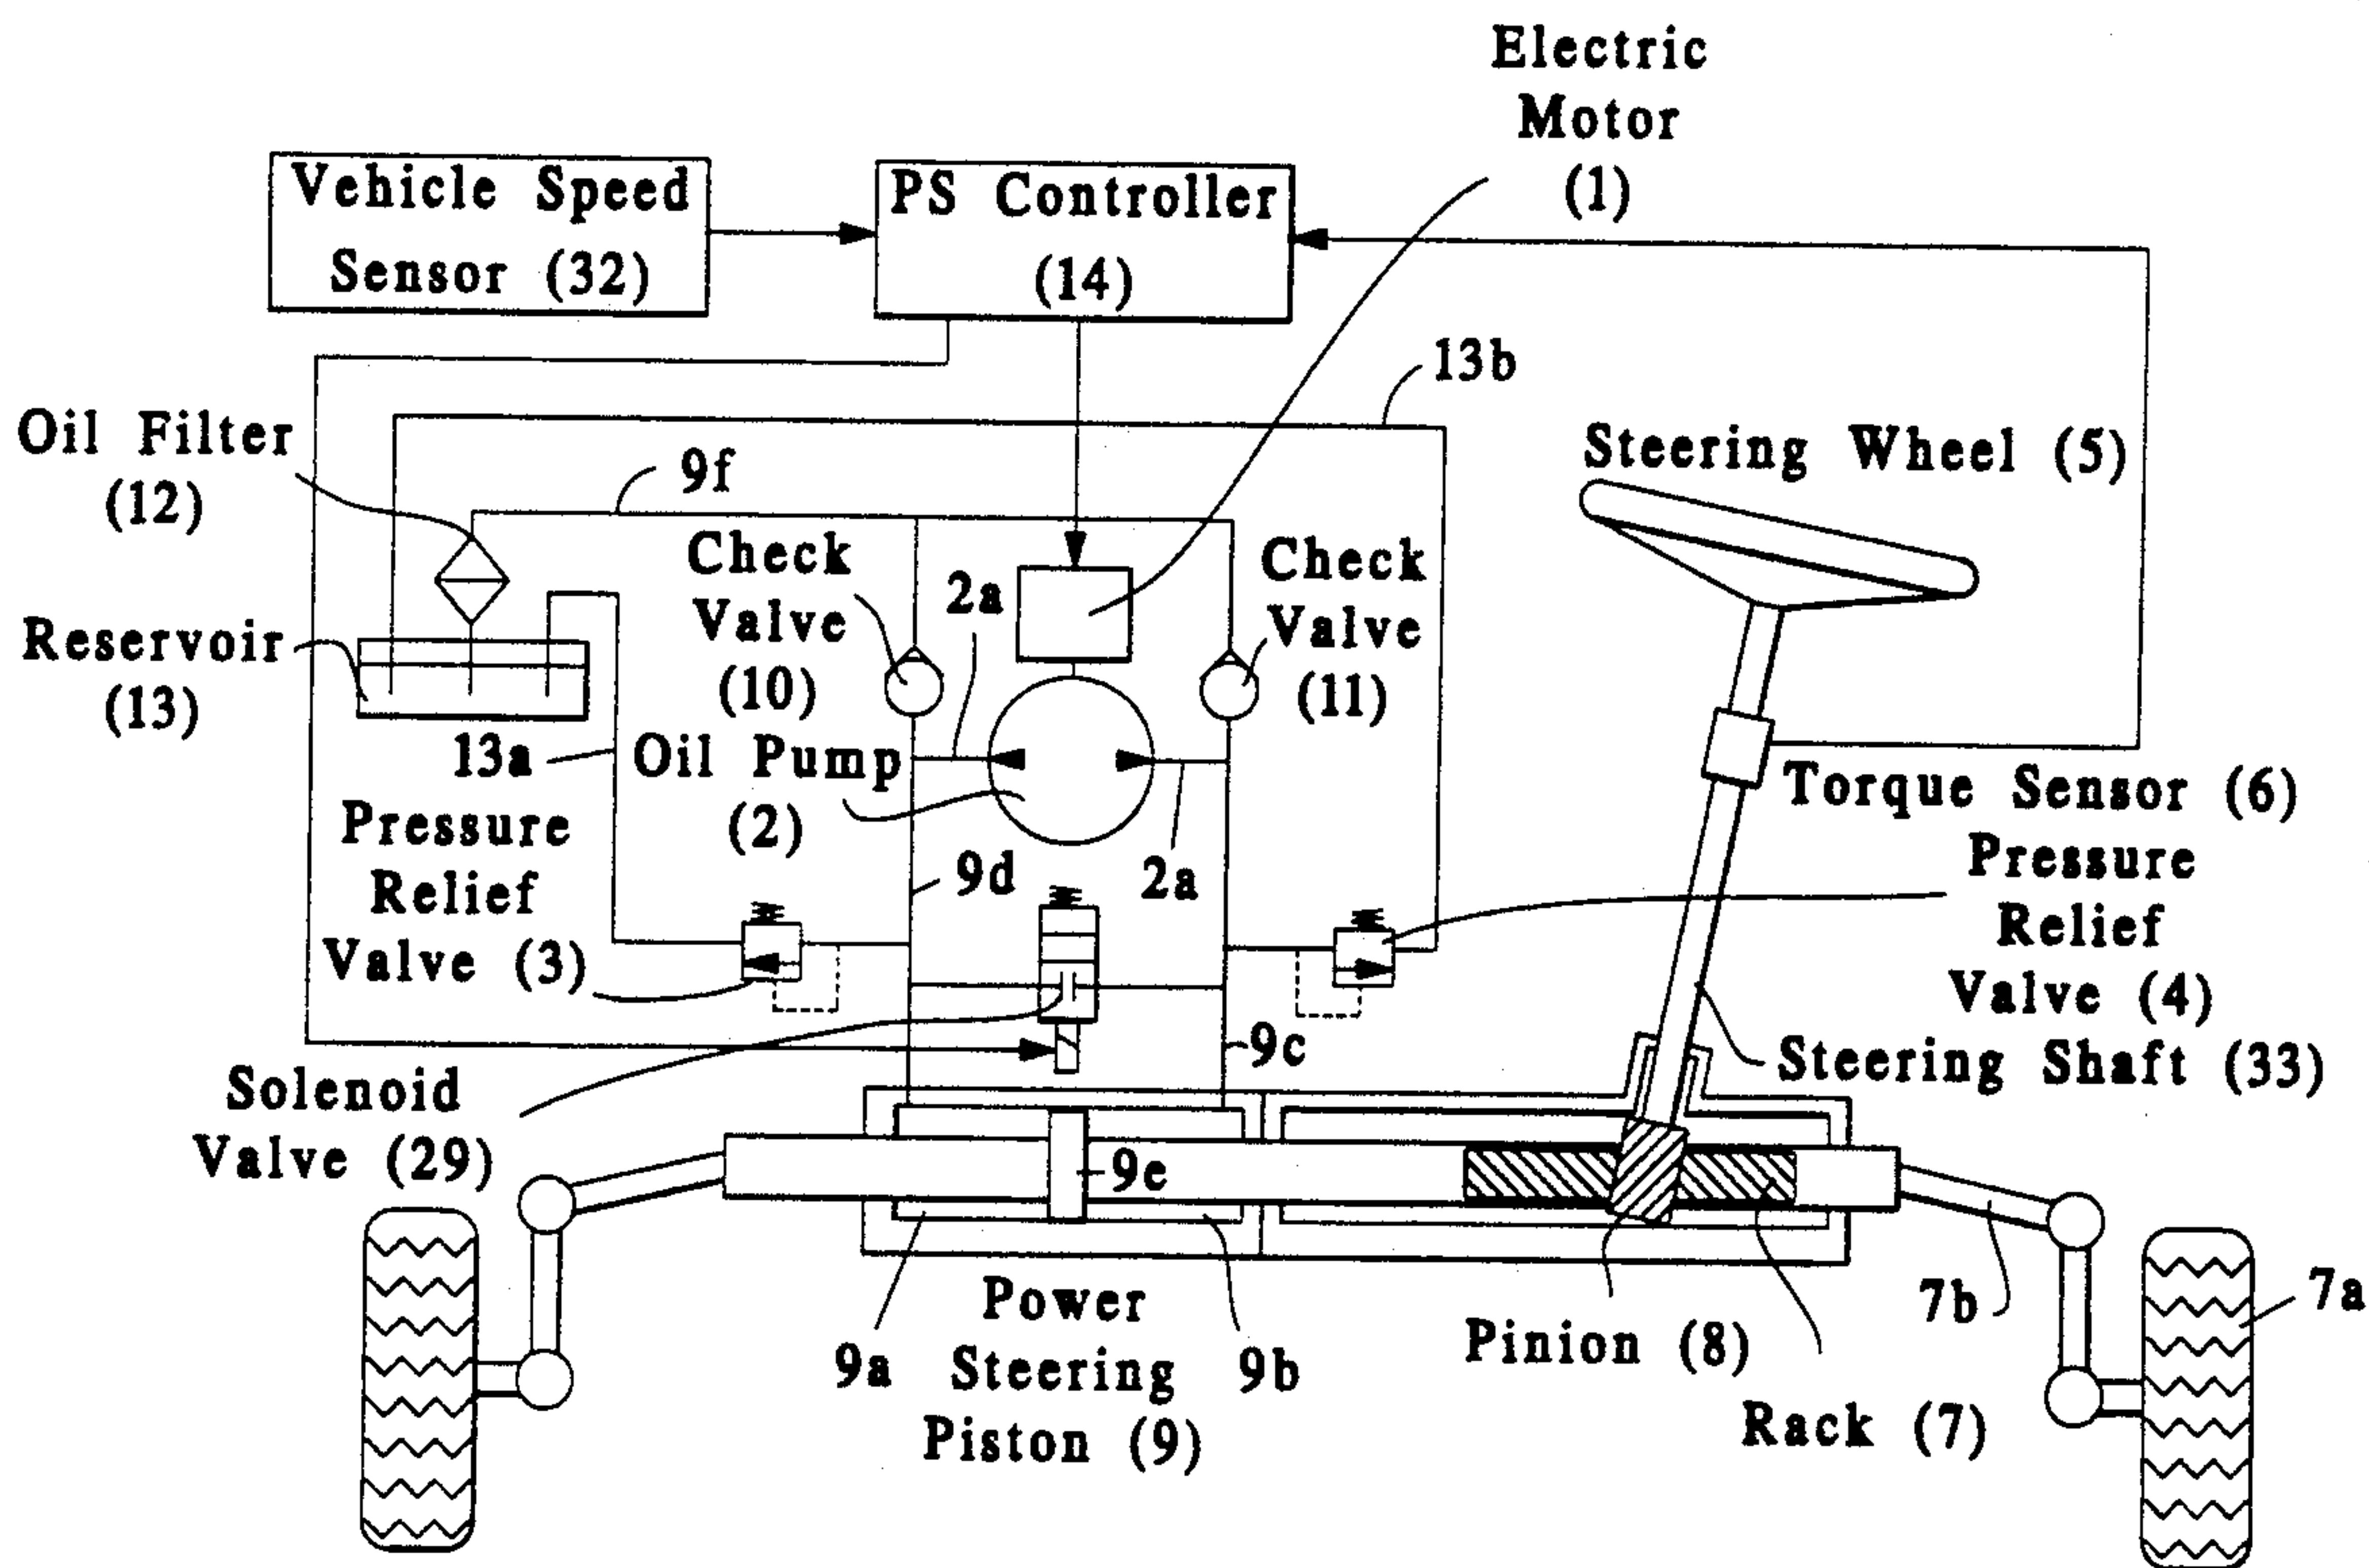 Electric
Motor
(1)
Vehicle Speed
Sensor (32)
PS Controller
(14)
13b
Oil Filter
(12)
9f
Steering Wheel (5)
Check
Valve
(10)
2a
Check
Valve
(11)
Reservoir
(13)
13a
Oil Pump
(2)
Torque Sensor (6)
Pressure
Relief
Valve (3)
9d
2a
Pressure
Relief
Valve (4)
9c
Steering Shaft (33)
Solenoid
Valve (29)
9e
7a
7b
9a
Power
Steering
Piston (9)
9b
Pinion (8)
Rack (7)